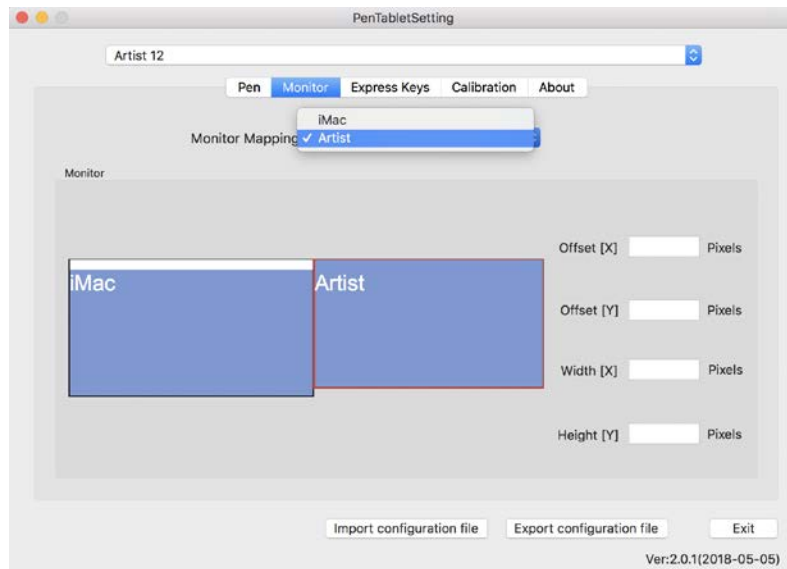 PenTabletSetting
Artist 12
Pen Monitor Express Keys Calibration About
iMac
Monitor Mapping ✓ Artist
Monitor
Offset [X] Pixels
iMac Artist
Offset [Y] Pixels
Width [X] Pixels
Height [Y] Pixels
Import configuration file Export configuration file Exit
Ver:2.0.1(2018-05-05)